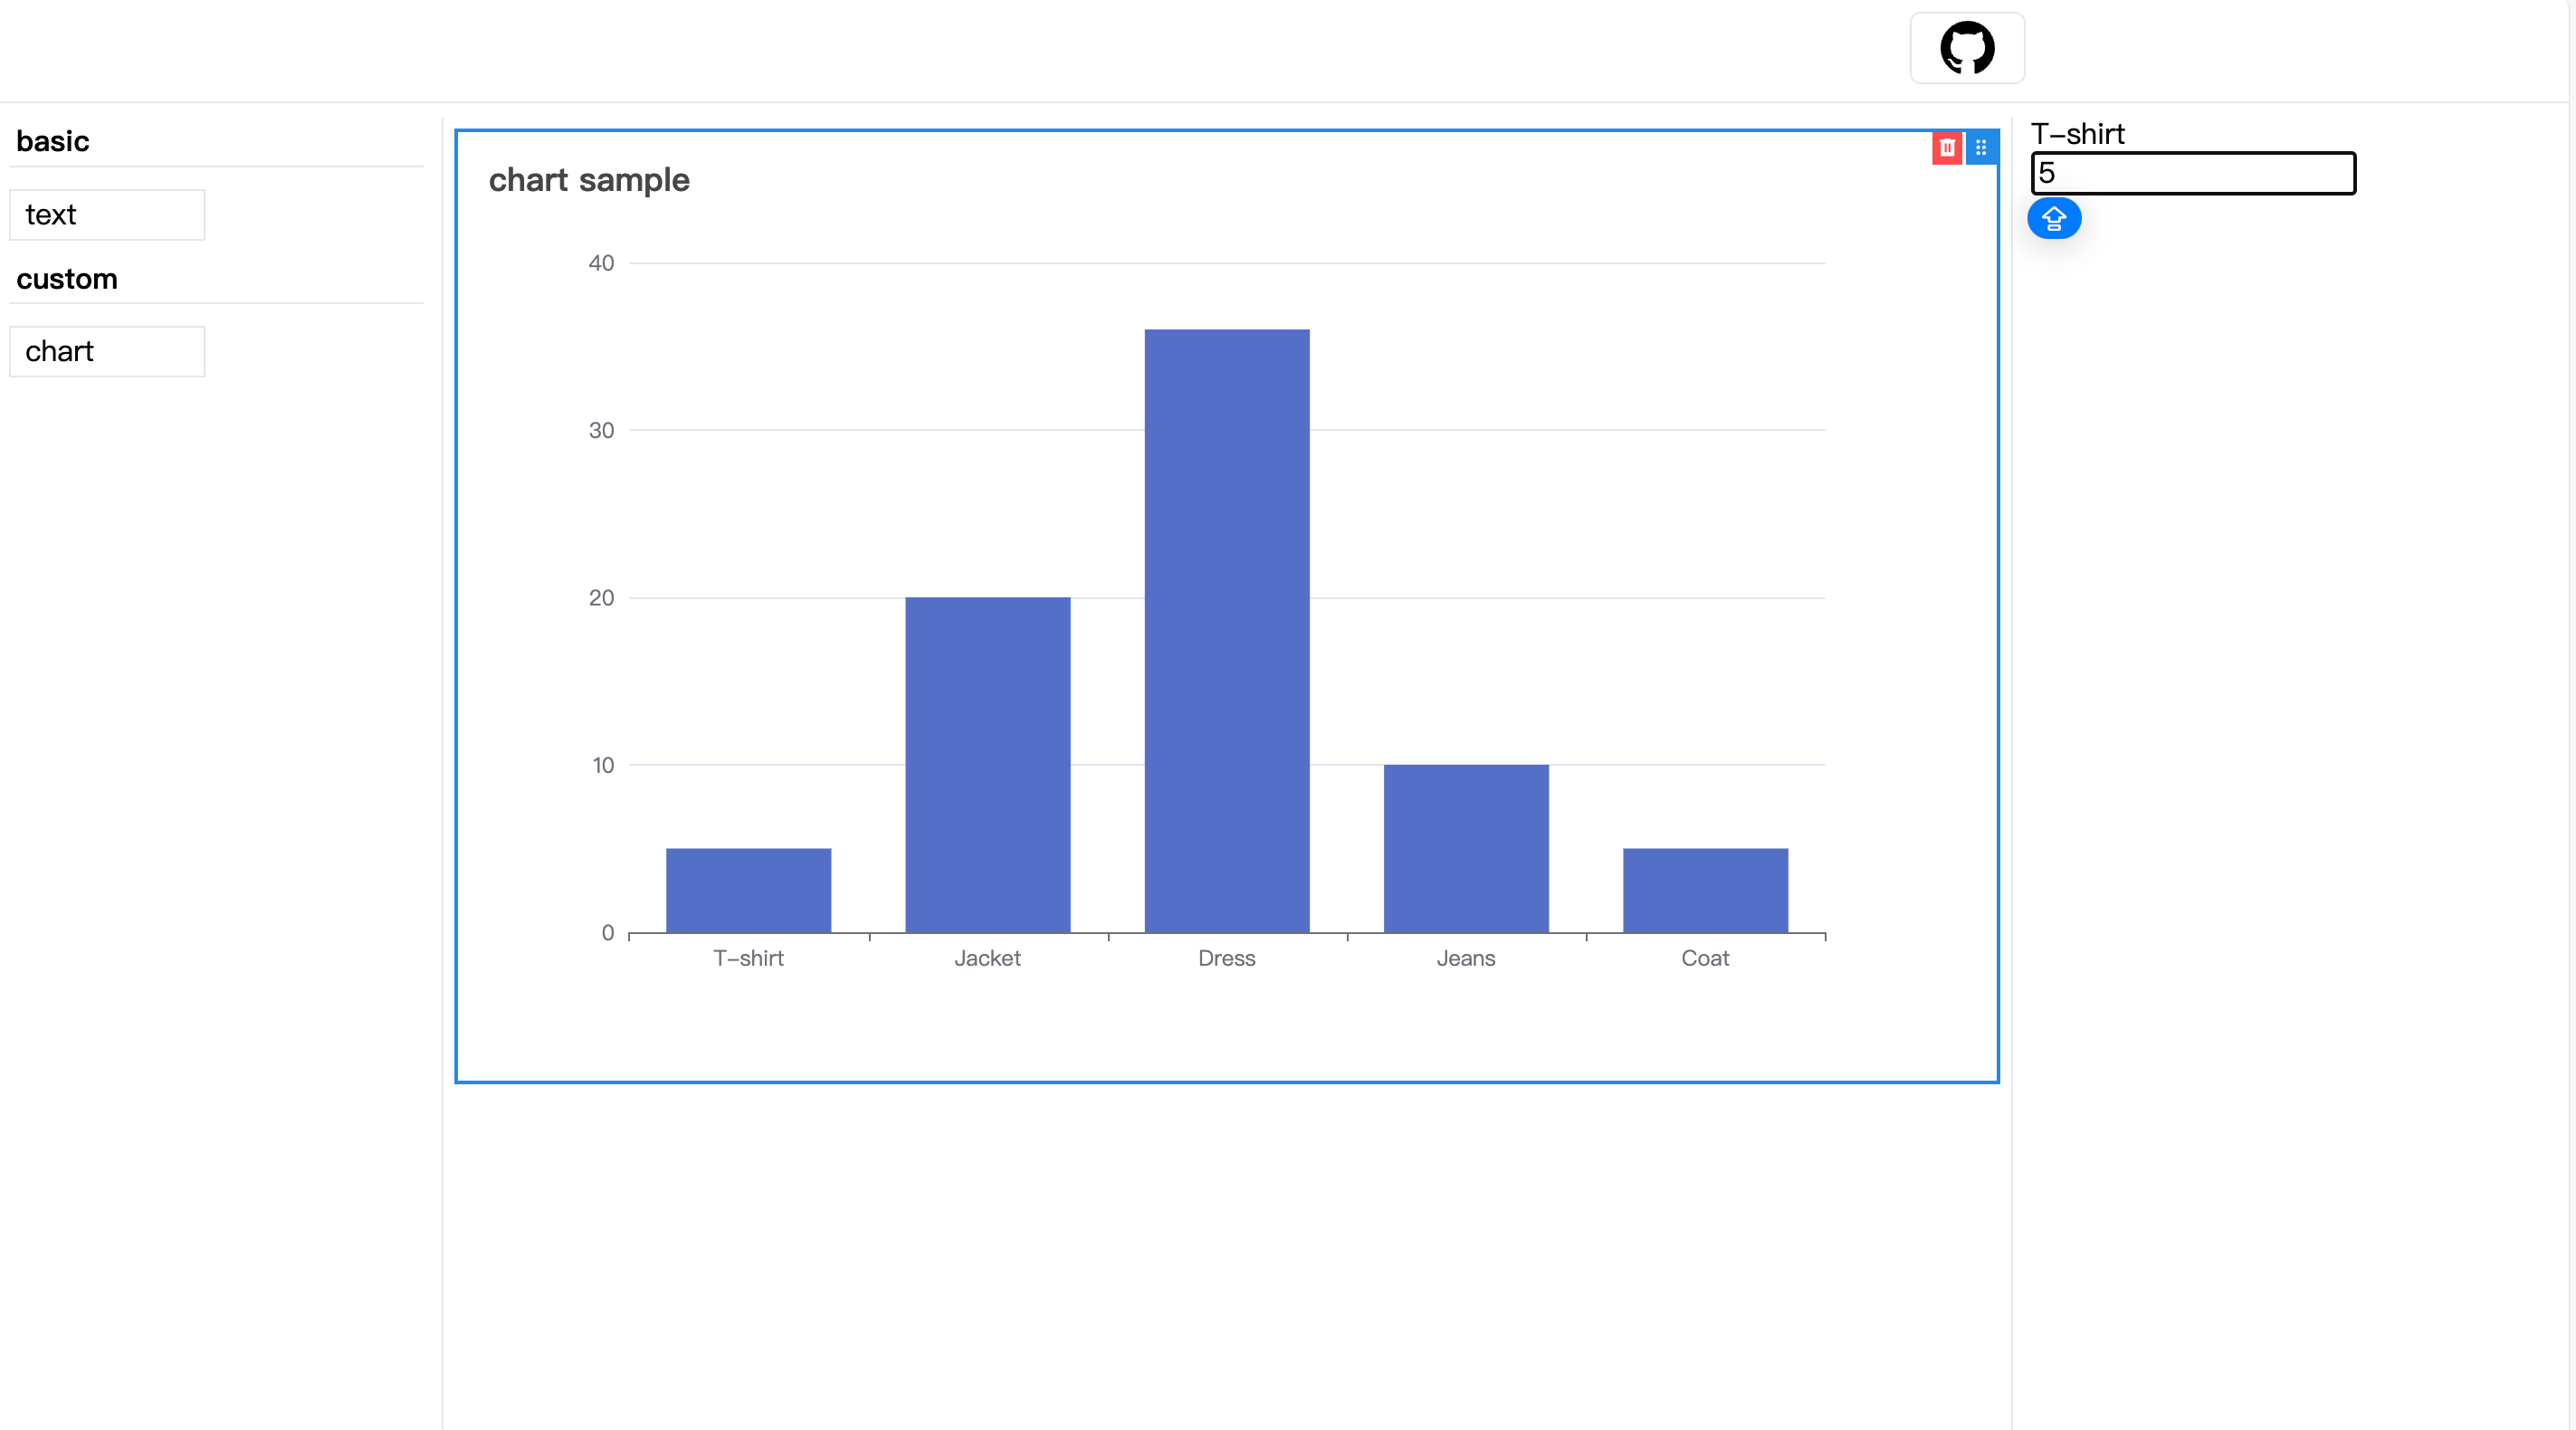 basic
text
custom
chart
chart sample
40
30
20
10
0
T-shirt
Jacket
Dress
Jeans
Coat
T-shirt
5